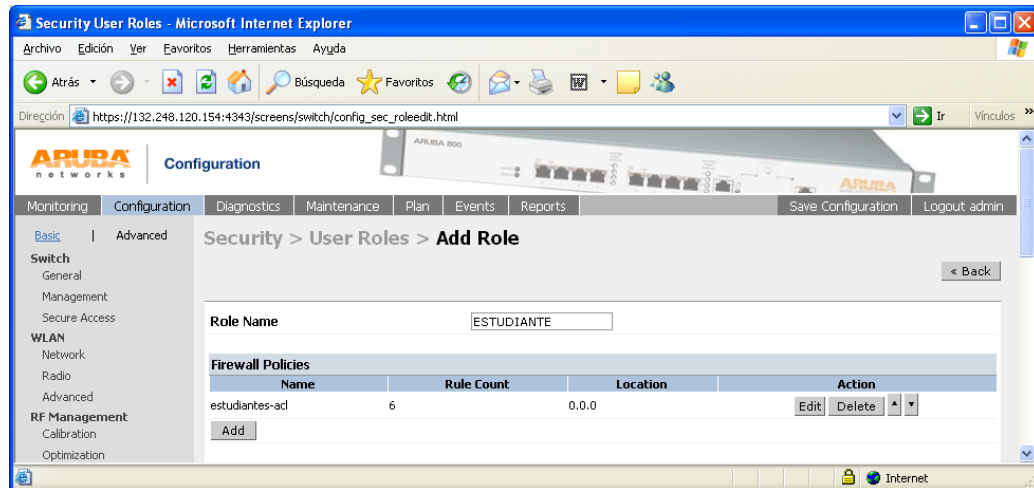 Security User Roles - Microsoft Internet Explorer
Archivo Edición Ver Favoritos Herramientas Ayuda
Atrás Búsqueda Favoritos
Dirección https://132.248.120.154:4343/screens/switch/config_sec_roleedit.html Ir Vínculos »
ARUBA networks Configuration ARUBA 800 ARUBA
Monitoring Configuration Diagnostics Maintenance Plan Events Reports Save Configuration Logout admin
Basic | Advanced Security > User Roles > Add Role
Switch
General « Back
Management
Secure Access Role Name ESTUDIANTE
WLAN
Network
Firewall Policies
Radio
Name Rule Count Location Action
Advanced
estudiantes-acl 6 0.0.0 Edit Delete
RF Management
Calibration Add
Optimization
Internet